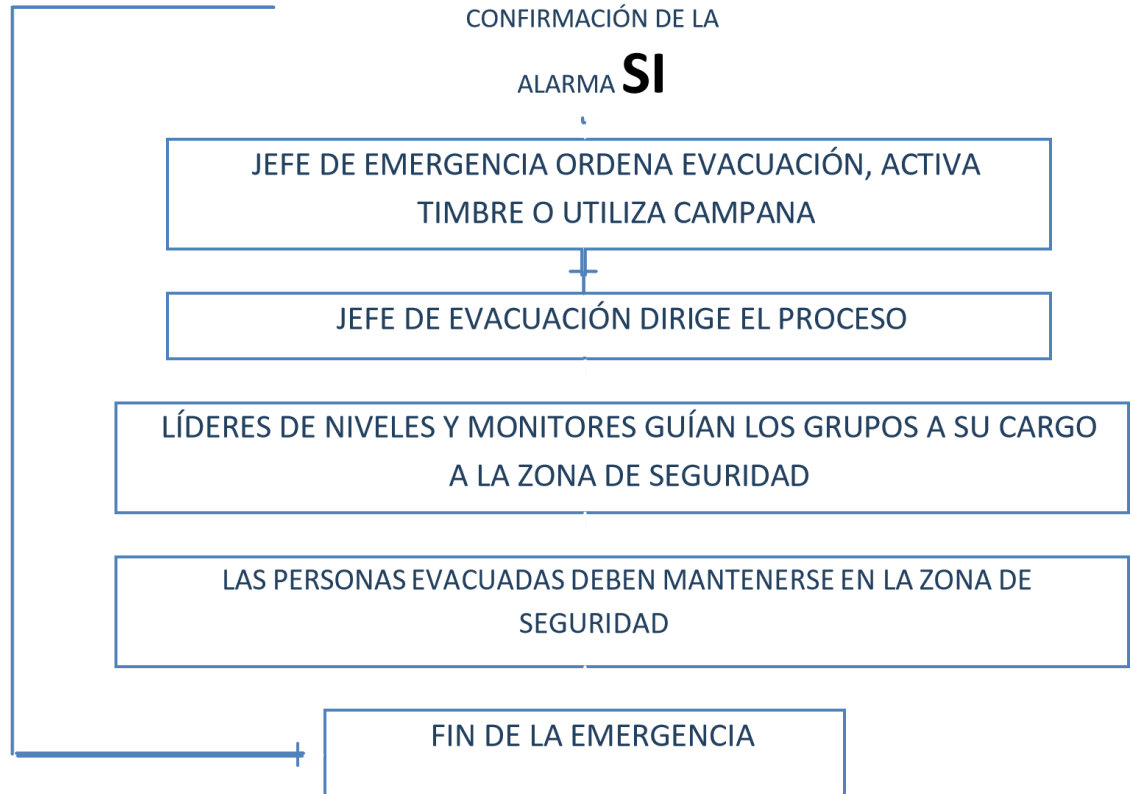 CONFIRMACIÓN DE LA
ALARMA SI
JEFE DE EMERGENCIA ORDENA EVACUACIÓN, ACTIVA
TIMBRE O UTILIZA CAMPANA
JEFE DE EVACUACIÓN DIRIGE EL PROCESO
LÍDERES DE NIVELES Y MONITORES GUÍAN LOS GRUPOS A SU CARGO
A LA ZONA DE SEGURIDAD
LAS PERSONAS EVACUADAS DEBEN MANTENERSE EN LA ZONA DE
SEGURIDAD
FIN DE LA EMERGENCIA